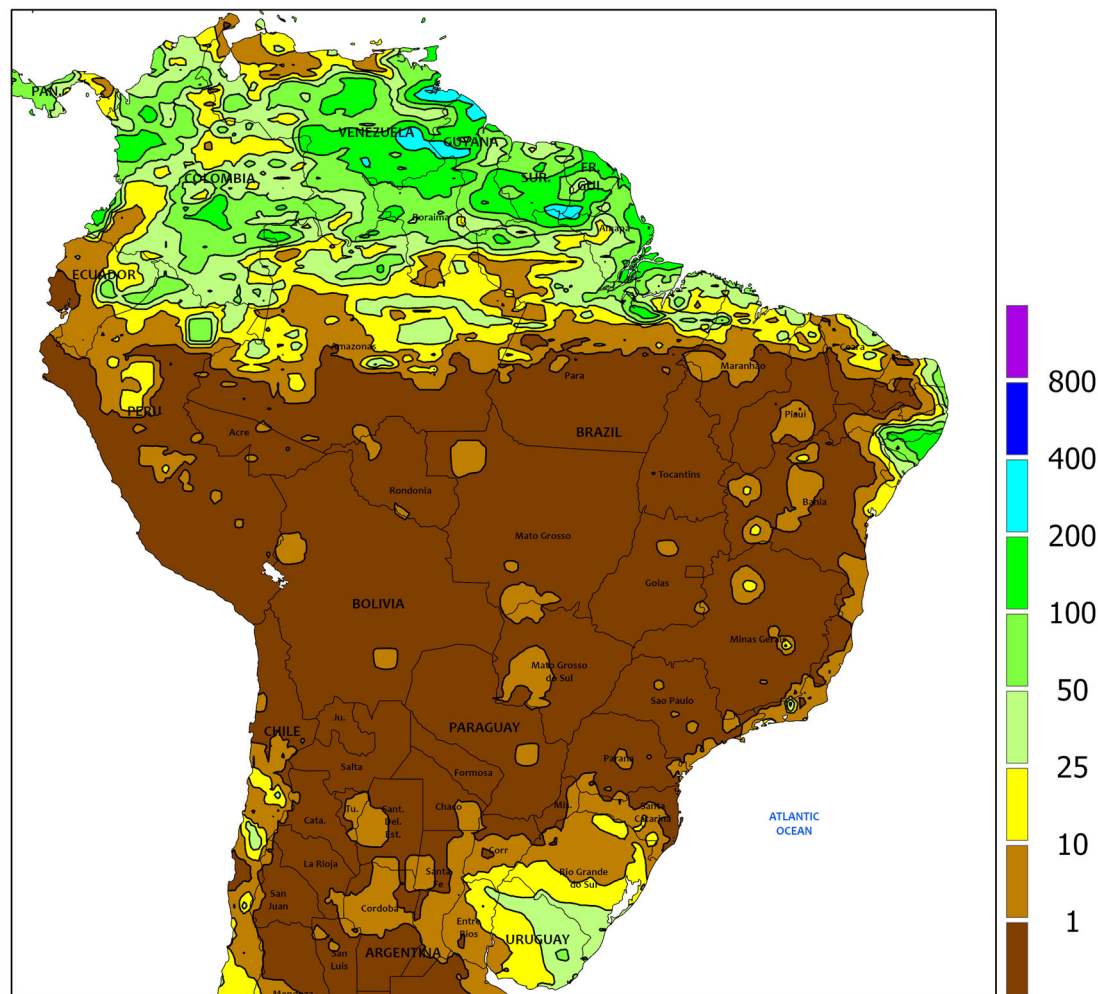 PAN.
VENEZUELA
GUYANA
COLOMBIA
SUR.
FR.
GUI.
Roraima
Amapa
ECUADOR
Amazonas
Ceara
Para
Maranhao
PERU
Piaui
Acre
BRAZIL
Tocantins
Rondonia
Bahia
Mato Grosso
Goias
BOLIVIA
Minas Gerais
Mato Grosso
do Sul
Sao Paulo
Ju.
CHILE
PARAGUAY
Salta
Formosa
Parana
Tu.
Sant.
Del.
Est.
Chaco
Mis.
Santa
Catarina
Cata.
Corr
La Rioja
Santa
Fe
Rio Grande
do Sul
San
Juan
Cordoba
Entre
Rios
URUGUAY
San
Luis
ARGENTINA
Mendoza
ATLANTIC
OCEAN
800
400
200
100
50
25
10
1